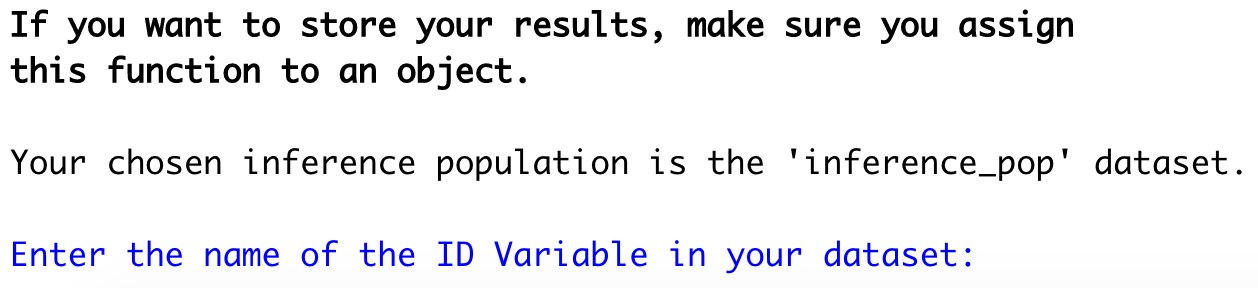 If you want to store your results, make sure you assign
this function to an object.
Your chosen inference population is the 'inference_pop' dataset.
Enter the name of the ID Variable in your dataset: